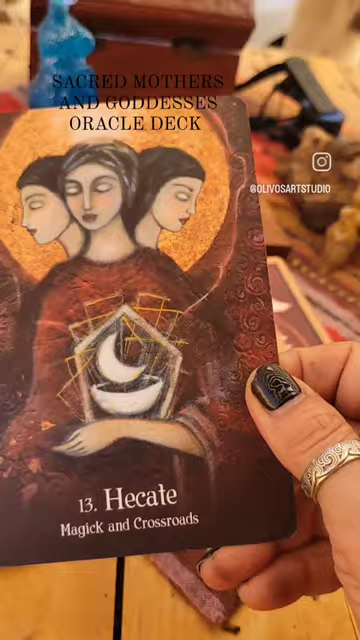 SACRED MOTHERS
AND GODDESSES
ORACLE DECK
@OLIVOSARTSTUDIO
13. Hecate
Magick and Crossroads